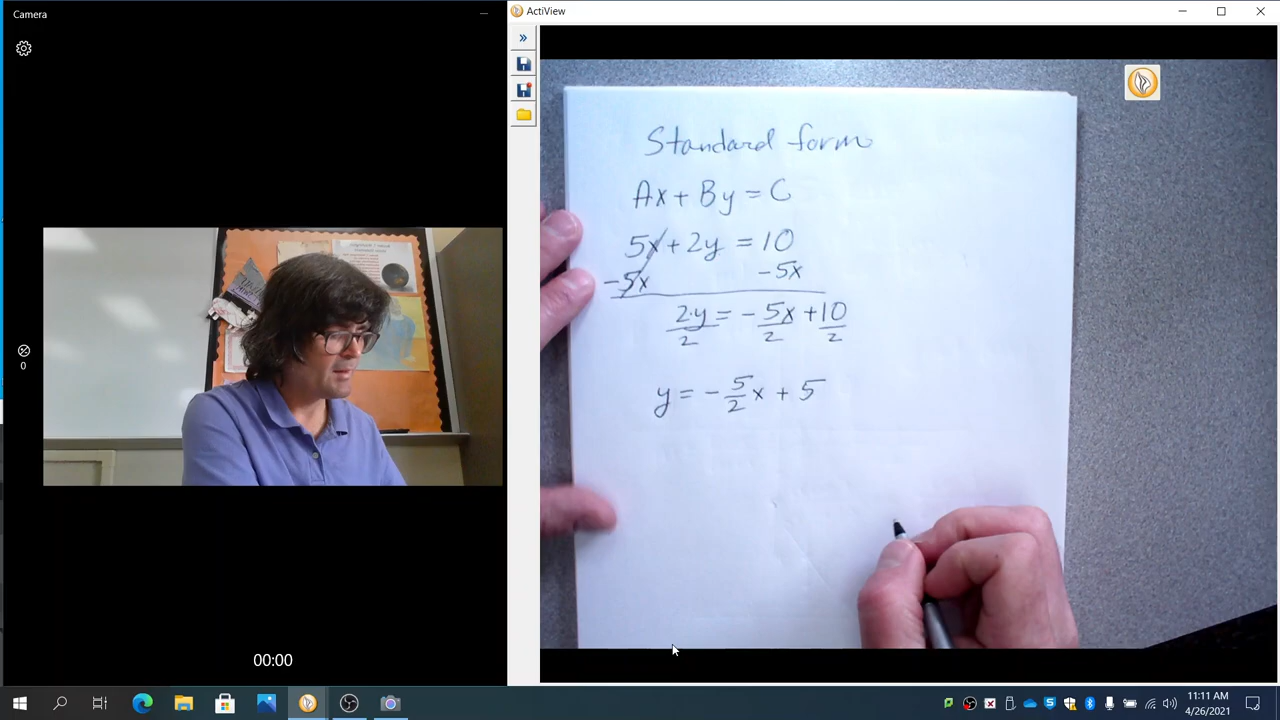 Camera
ActiView
»
Standard form
Ax + By = C
5x + 2y = 10
-5x -5x
2·y = -5x + 10
2 2 2
y = -5/2x + 5
0
00:00
11:11 AM
4/26/2021